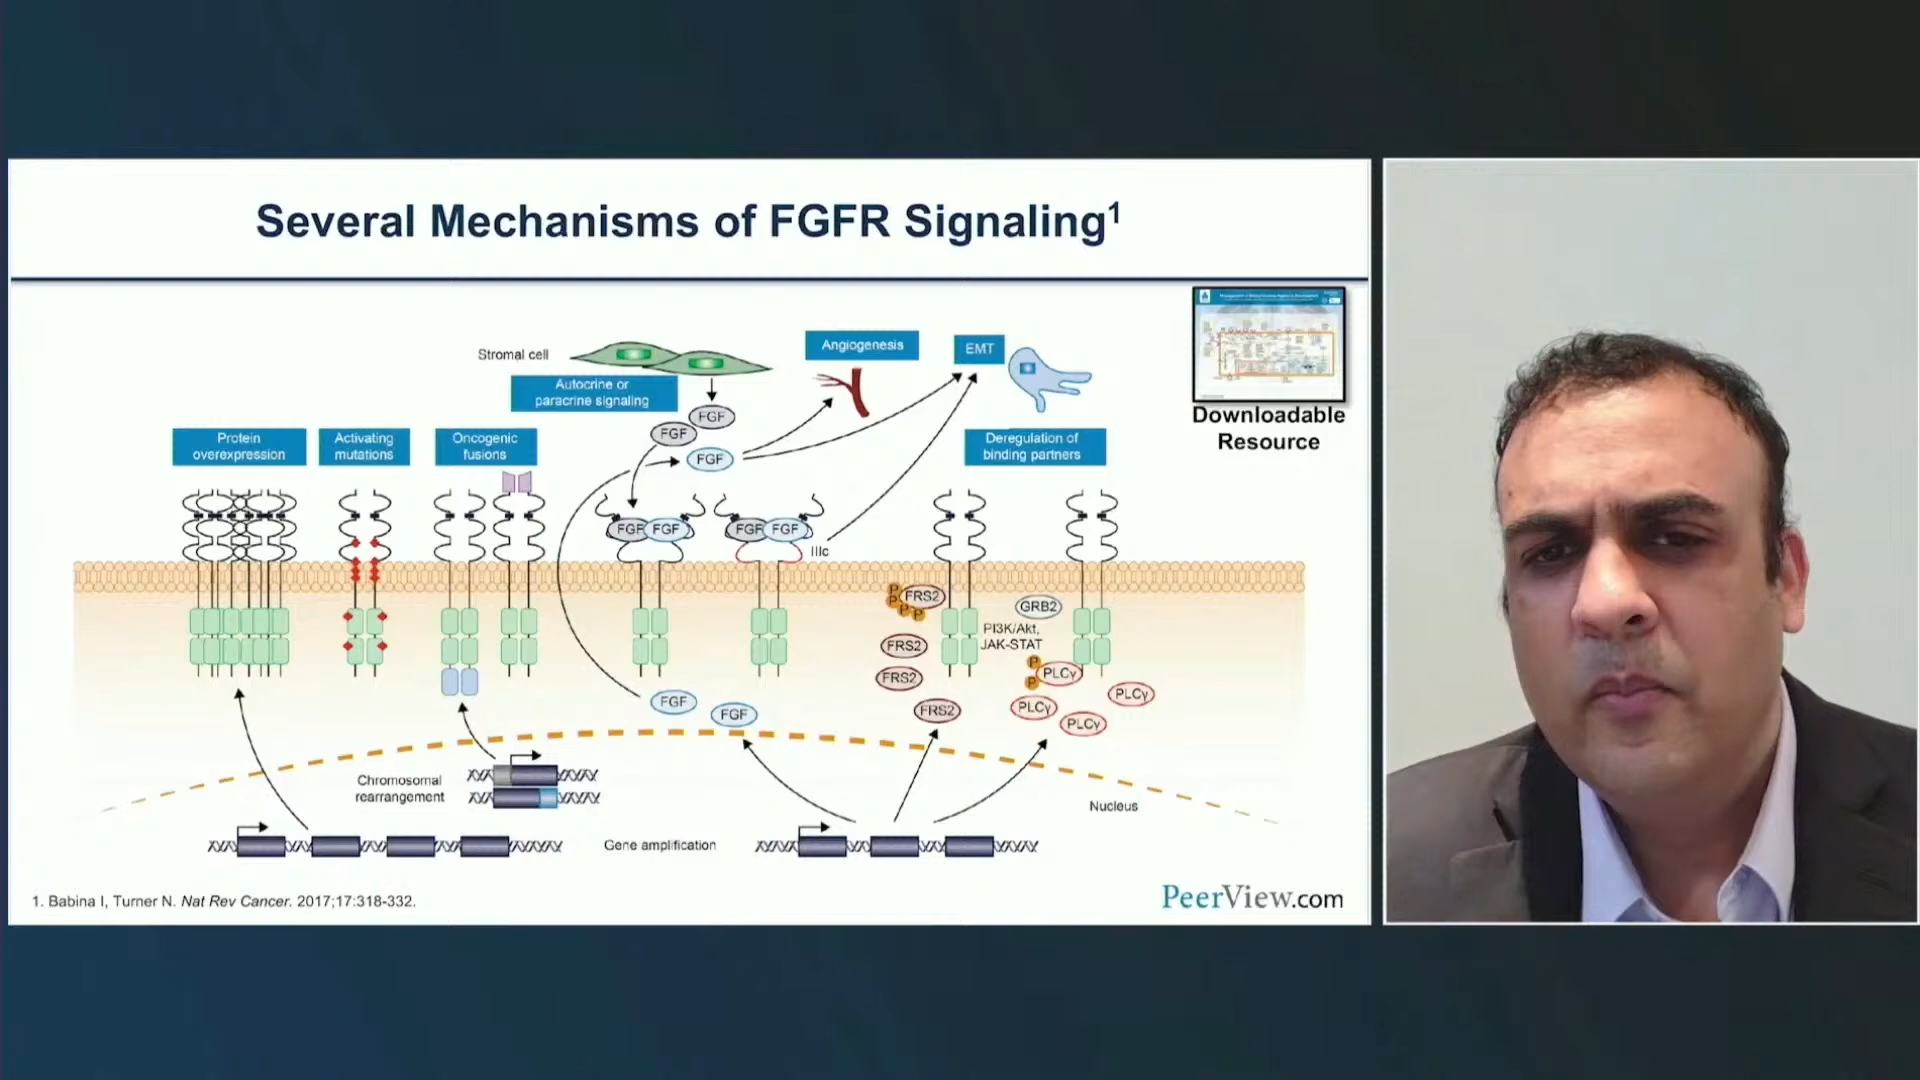 Several Mechanisms of FGFR Signaling1
Downloadable
Resource
Stromal cell
Autocrine or
paracrine signaling
Angiogenesis
EMT
FGF
FGF
FGF
Protein
overexpression
Activating
mutations
Oncogenic
fusions
Deregulation of
binding partners
FGF FGF
FGF FGF
IIIc
P
P
P
P
FRS2
FRS2
FRS2
FRS2
GRB2
PI3K/Akt,
JAK-STAT
P
P
PLCγ
PLCγ
PLCγ
PLCγ
FGF
FGF
Chromosomal
rearrangement
Nucleus
Gene amplification
1. Babina I, Turner N. Nat Rev Cancer. 2017;17:318-332.
PeerView.com